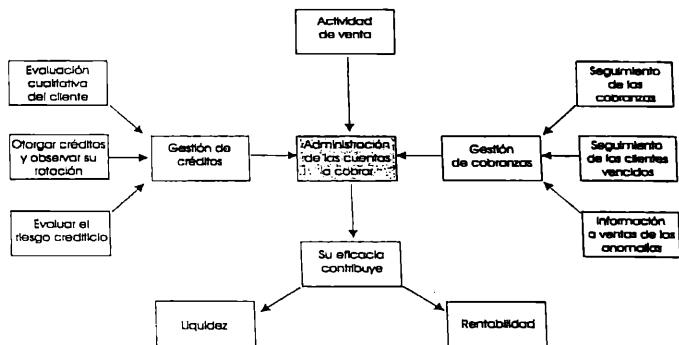 Actividad
de venta
Evaluación
cualitativa
del cliente
Seguimiento
de las
cobranzas
Otorgar créditos
y observar su
rotación
Gestión de
créditos
Administración
de las cuentas
a cobrar
Gestión
de cobranzas
Seguimiento
de los clientes
vencidos
Evaluar el
riesgo crediticio
Información
a ventas de las
anomalías
Su eficacia
contribuye
Liquidez
Rentabilidad